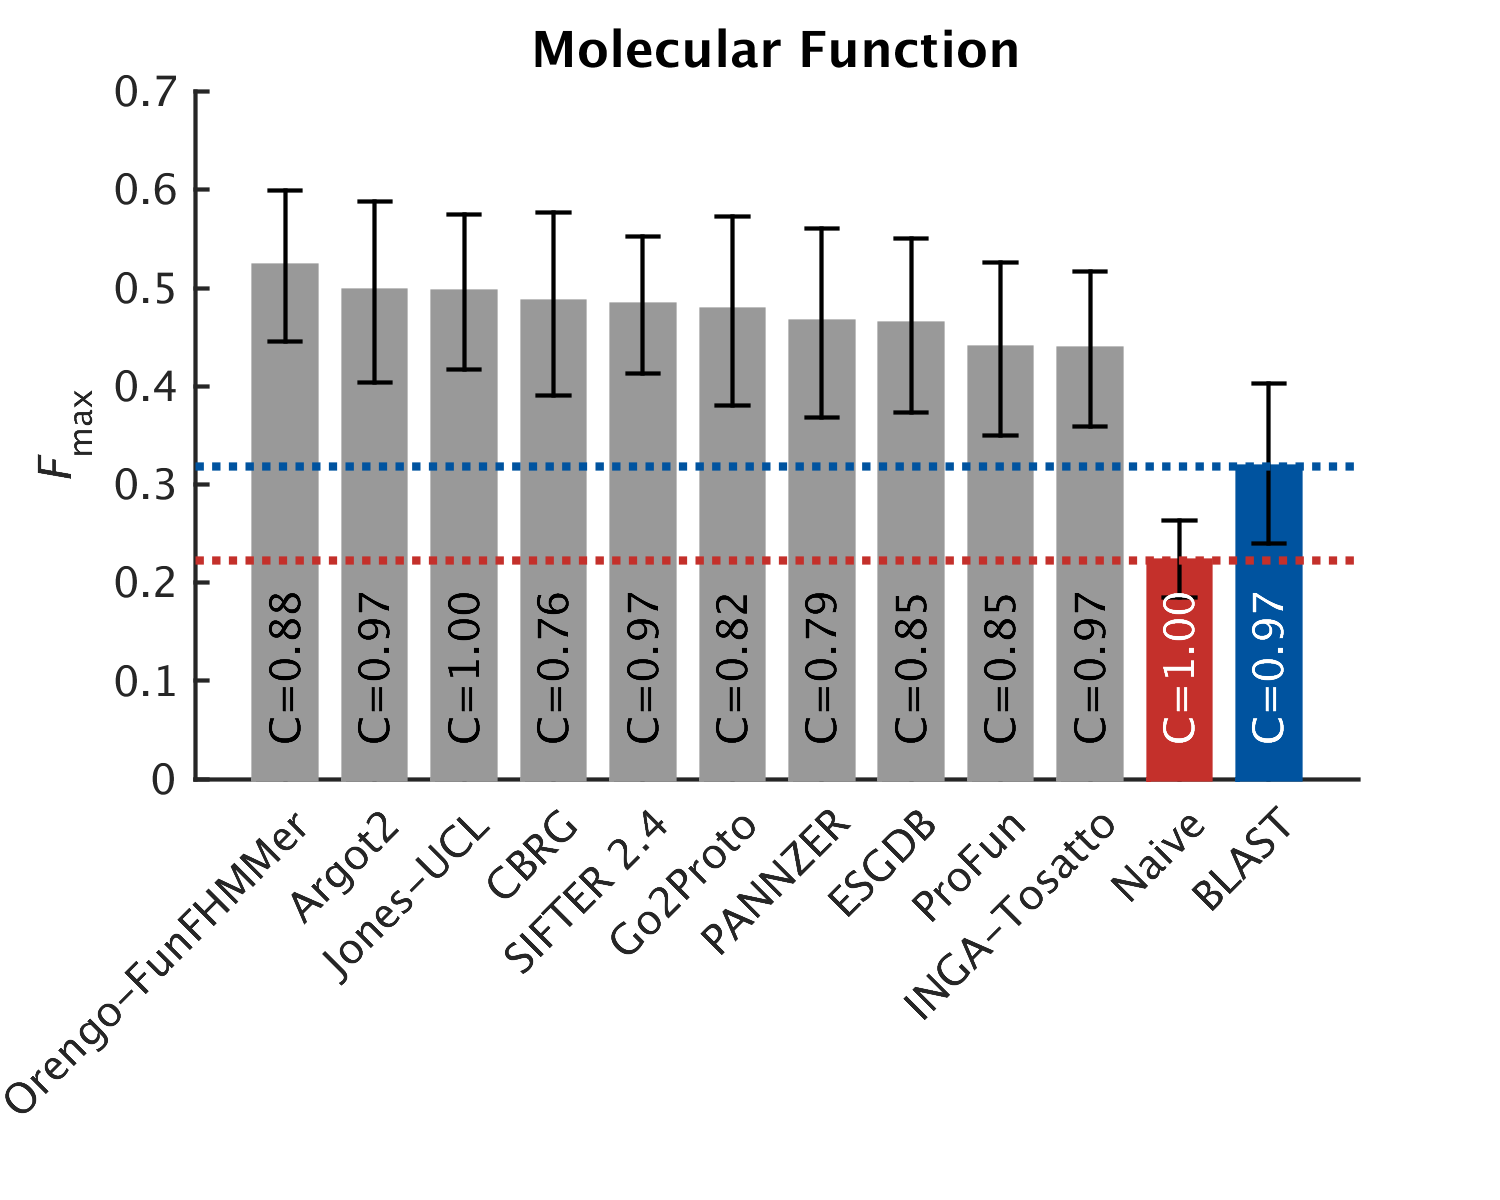 Molecular Function
0.7
0.6
0.5
0.4
0.3
0.2
0.1
0
Fmax
C=0.88
C=0.97
C=1.00
C=0.76
C=0.97
C=0.82
C=0.79
C=0.85
C=0.85
C=0.97
C=1.00
C=0.97
Orengo-FunFHMMer
Argot2
Jones-UCL
CBRG
SIFTER 2.4
Go2Proto
PANNZER
ESGDB
ProFun
INGA-Tosatto
Naive
BLAST